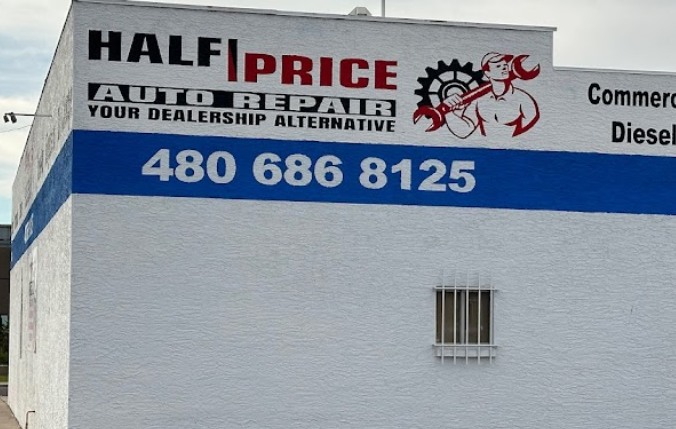 HALF PRICE
AUTO REPAIR
YOUR DEALERSHIP ALTERNATIVE
480 686 8125
Diesel